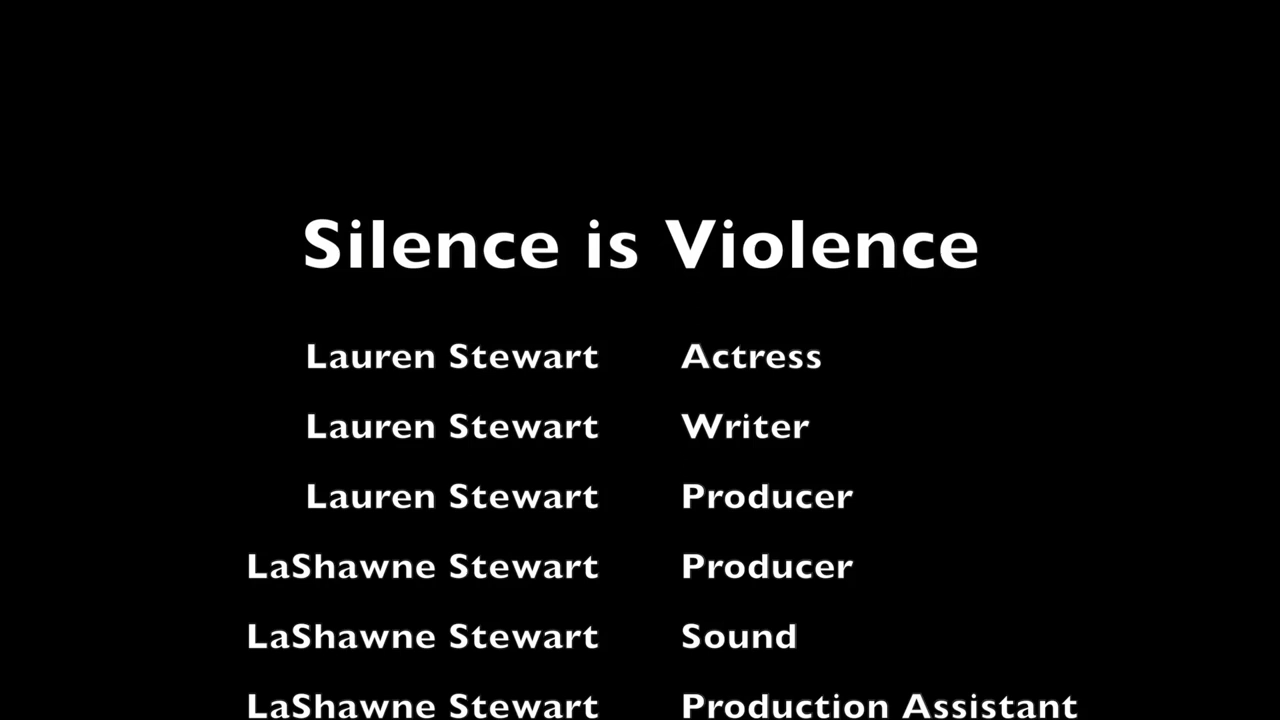 Silence is Violence
Lauren Stewart Actress
Lauren Stewart Writer
Lauren Stewart Producer
LaShawne Stewart Producer
LaShawne Stewart Sound
LaShawne Stewart Production Assistant